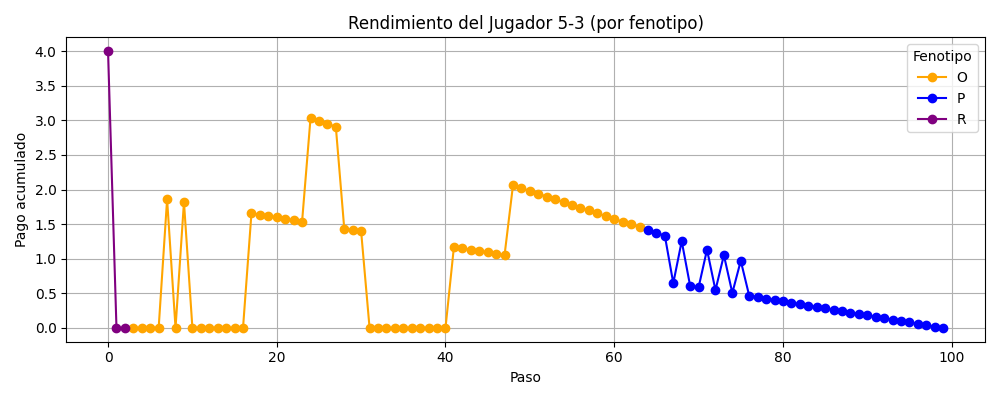 Rendimiento del Jugador 5-3 (por fenotipo)
Pago acumulado
4.0
3.5
3.0
2.5
2.0
1.5
1.0
0.5
0.0
Fenotipo
O
P
R
0 20 40 60 80 100
Paso